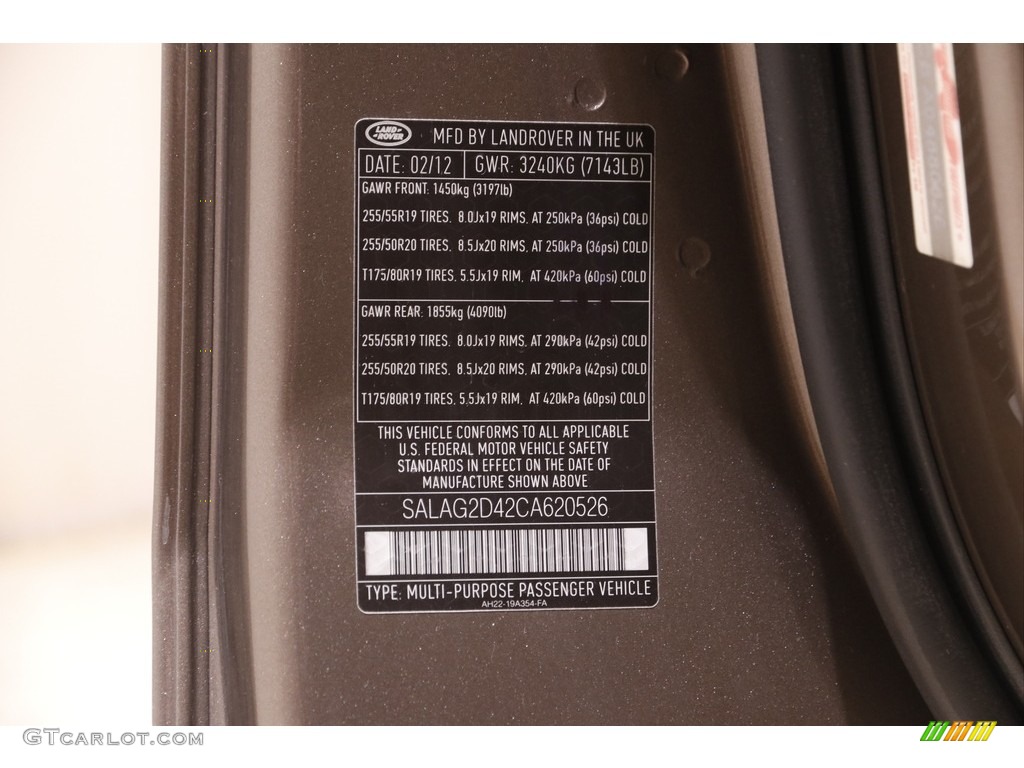 LAND
ROVER
MFD BY LANDROVER IN THE UK
DATE: 02/12 GWR: 3240KG (7143LB)
GAWR FRONT: 1450kg (3197lb)
255/55R19 TIRES, 8.0Jx19 RIMS, AT 250kPa (36psi) COLD
255/50R20 TIRES, 8.5Jx20 RIMS, AT 250kPa (36psi) COLD
T175/80R19 TIRES, 5.5Jx19 RIM, AT 420kPa (60psi) COLD
GAWR REAR: 1855kg (4090lb)
255/55R19 TIRES, 8.0Jx19 RIMS, AT 290kPa (42psi) COLD
255/50R20 TIRES, 8.5Jx20 RIMS, AT 290kPa (42psi) COLD
T175/80R19 TIRES, 5.5Jx19 RIM, AT 420kPa (60psi) COLD
THIS VEHICLE CONFORMS TO ALL APPLICABLE
U.S. FEDERAL MOTOR VEHICLE SAFETY
STANDARDS IN EFFECT ON THE DATE OF
MANUFACTURE SHOWN ABOVE
SALAG2D42CA620526
TYPE: MULTI-PURPOSE PASSENGER VEHICLE
AH22-19A354-FA
GTCarlot.com